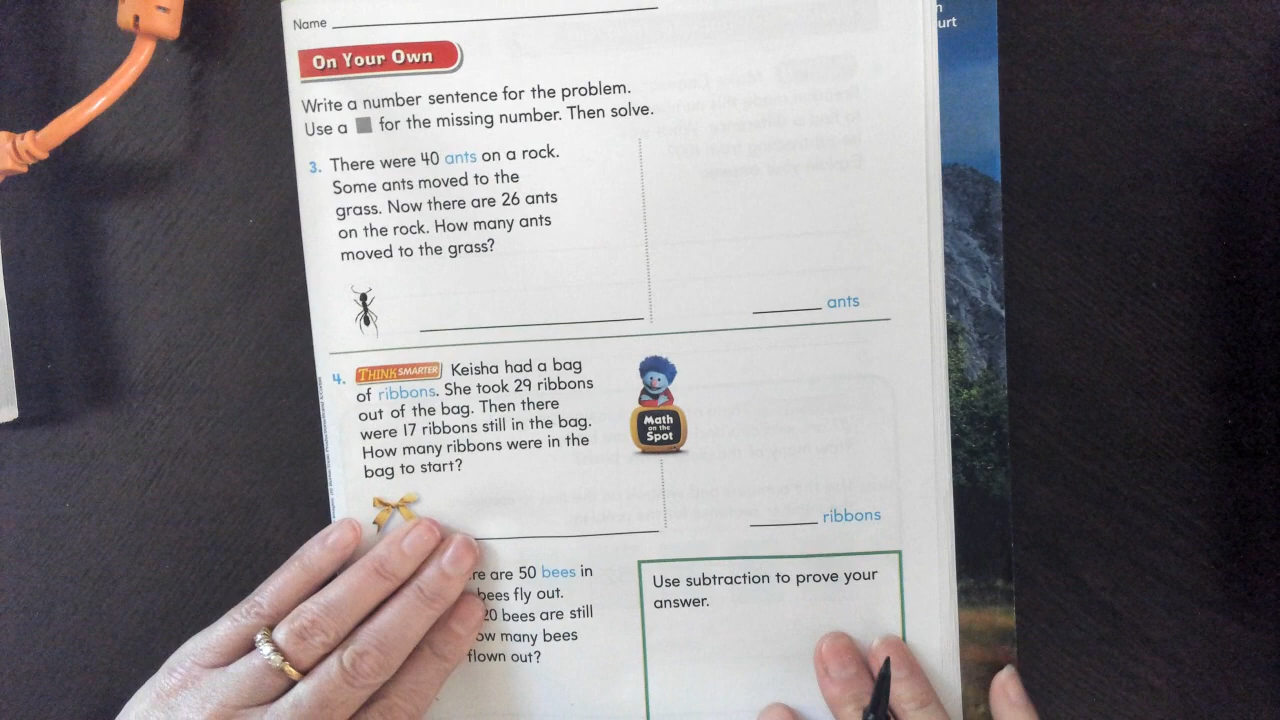 Name
On Your Own
Write a number sentence for the problem.
Use a ■ for the missing number. Then solve.
3. There were 40 ants on a rock.
Some ants moved to the
grass. Now there are 26 ants
on the rock. How many ants
moved to the grass?
ants
4. THINK SMARTER Keisha had a bag
of ribbons. She took 29 ribbons
out of the bag. Then there
were 17 ribbons still in the bag.
How many ribbons were in the
bag to start?
Math
on the
Spot
ribbons
are 50 bees in
bees fly out.
20 bees are still
many bees
flown out?
Use subtraction to prove your
answer.